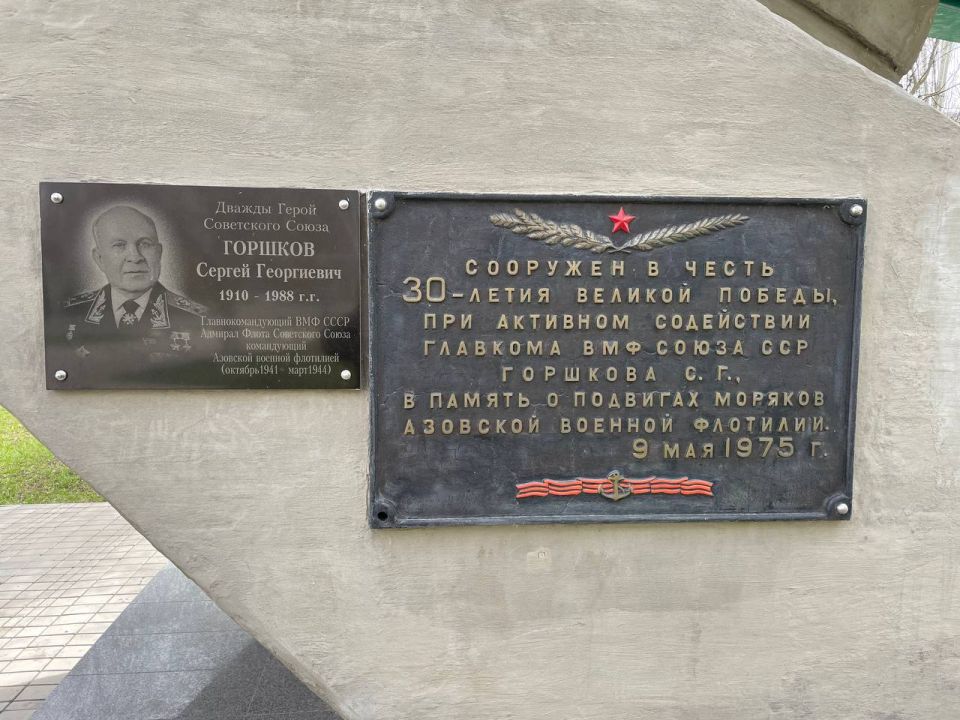 Дважды Герой
Советского Союза
ГОРШКОВ
Сергей Георгиевич
1910 - 1988 г.г.
Главнокомандующий ВМФ СССР
Адмирал Флота Советского Союза
командующий
Азовской военной флотилией
(октябрь1941 - март1944)
СООРУЖЕН В ЧЕСТЬ
30-ЛЕТИЯ ВЕЛИКОЙ ПОБЕДЫ,
ПРИ АКТИВНОМ СОДЕЙСТВИИ
ГЛАВКОМА ВМФ СОЮЗА ССР
ГОРШКОВА С. Г.,
В ПАМЯТЬ О ПОДВИГАХ МОРЯКОВ
АЗОВСКОЙ ВОЕННОЙ ФЛОТИЛИИ.
9 МАЯ 1975 Г.